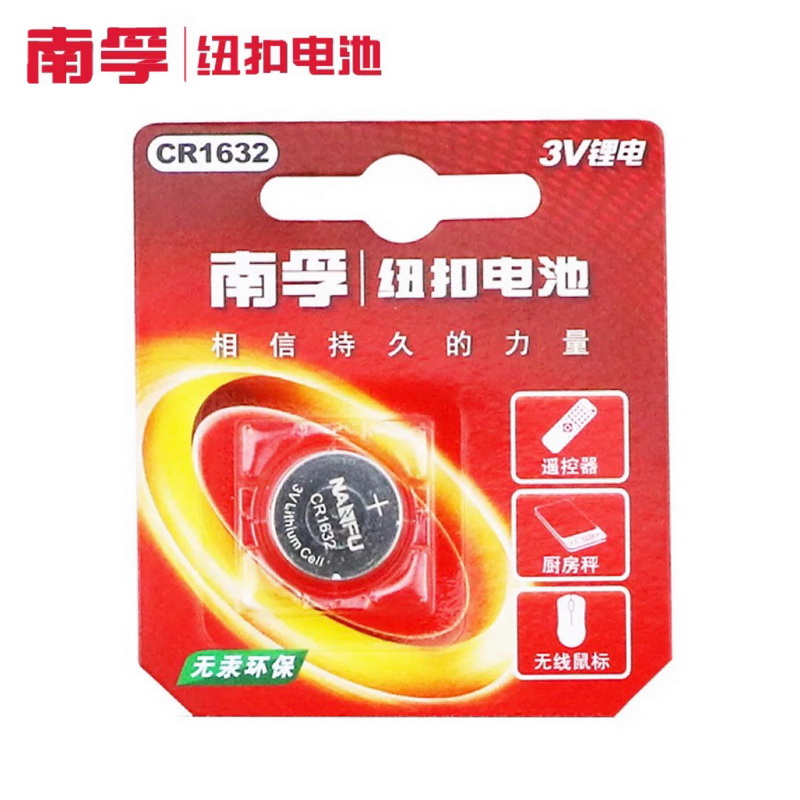 南孚 | 纽扣电池
CR1632
3V锂电
南孚 | 纽扣电池
相信持久的力量
遥控器
NANFU
CR1632
3V Lithium Cell
+
厨房秤
无线鼠标
无汞环保